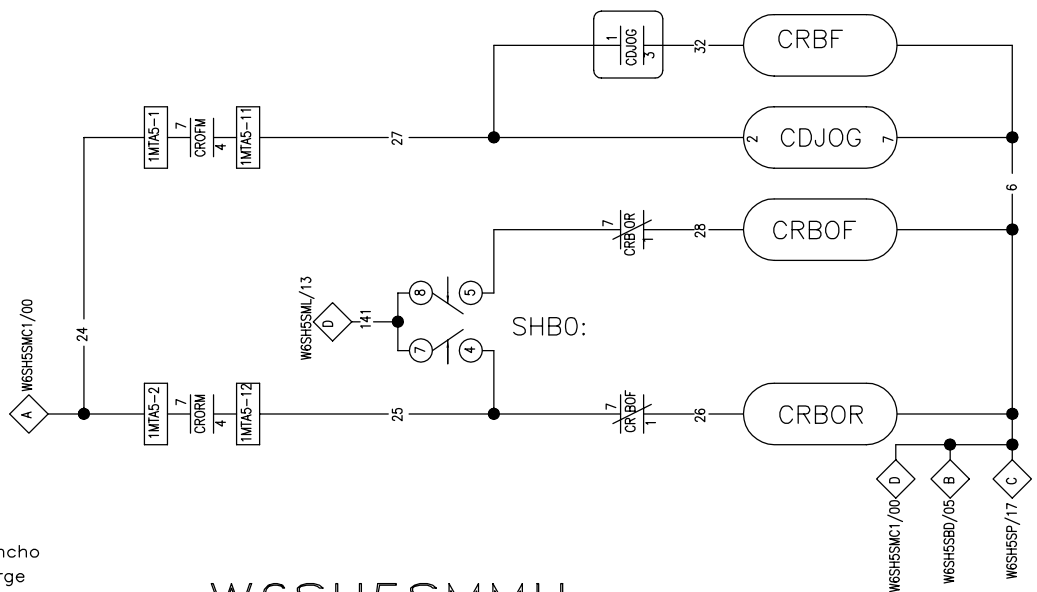 1
CDJOG
3
32
CRBF
1MTA5-1
7
CROFM
4
1MTA5-11
27
2
CDJOG
7
6
7
CRBOR
1
28
CRBOF
W6SH5SML/13
D
141
8
5
7
4
SHBO:
A
W6SH5SMC1/00
24
1MTA5-2
7
CRORM
4
1MTA5-12
25
7
CRBOF
1
26
CRBOR
D
B
C
W6SH5SMC1/00
W6SH5SBD/05
W6SH5SP/17
ncho
rge